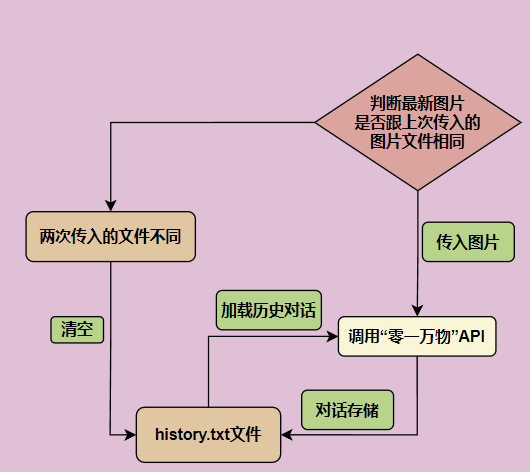 判断最新图片
是否跟上次传入的
图片文件相同
两次传入的文件不同
传入图片
清空
加载历史对话
调用“零一万物”API
对话存储
history.txt文件